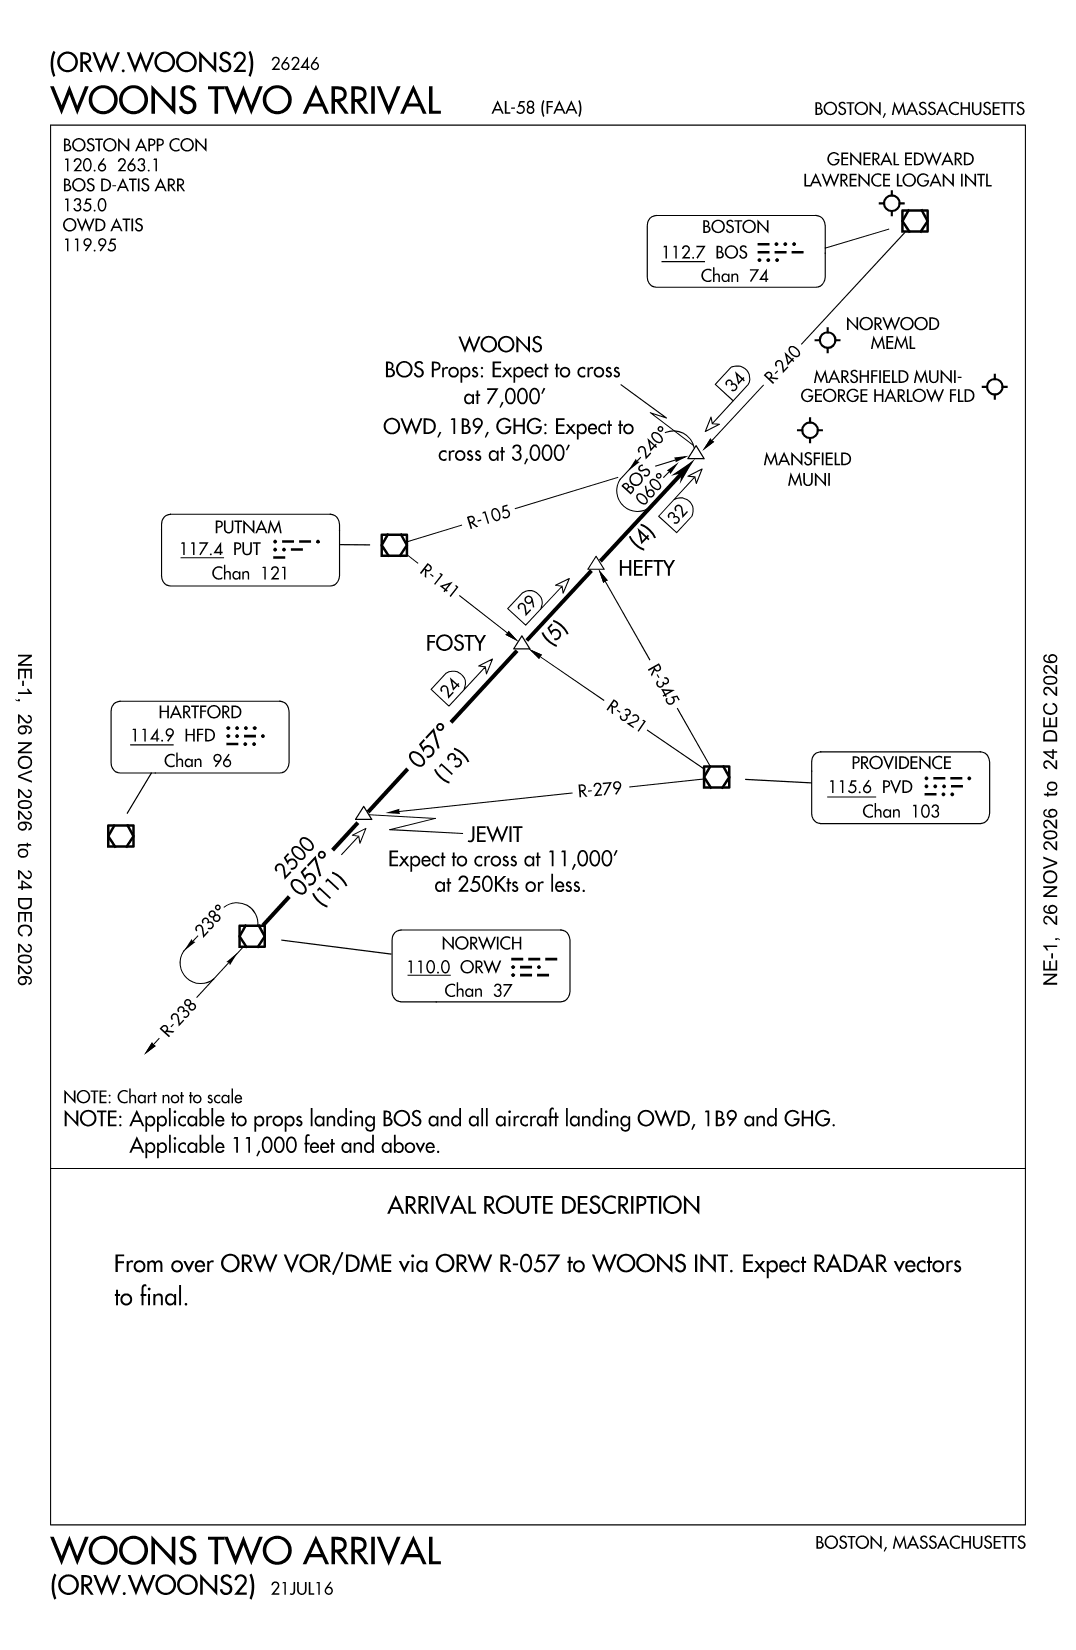 (ORW.WOONS2) 26246
WOONS TWO ARRIVAL
AL-58 (FAA)
BOSTON, MASSACHUSETTS
BOSTON APP CON
120.6 263.1
BOS D-ATIS ARR
135.0
OWD ATIS
119.95
GENERAL EDWARD
LAWRENCE LOGAN INTL
BOSTON
112.7 BOS
Chan 74
NORWOOD
MEML
MARSHFIELD MUNI-
GEORGE HARLOW FLD
MANSFIELD
MUNI
R-240
34
WOONS
BOS Props: Expect to cross
at 7,000′
OWD, 1B9, GHG: Expect to
cross at 3,000′
240°
BOS
060°
32
(4)
R-105
PUTNAM
117.4 PUT
Chan 121
R-141
HEFTY
29
(5)
FOSTY
24
R-345
R-321
HARTFORD
114.9 HFD
Chan 96
057°
(13)
PROVIDENCE
115.6 PVD
Chan 103
R-279
JEWIT
Expect to cross at 11,000′
at 250Kts or less.
2500
057°
(11)
238°
NORWICH
110.0 ORW
Chan 37
R-238
NE-1, 26 NOV 2026 to 24 DEC 2026
NE-1, 26 NOV 2026 to 24 DEC 2026
NOTE: Chart not to scale
NOTE: Applicable to props landing BOS and all aircraft landing OWD, 1B9 and GHG.
Applicable 11,000 feet and above.
ARRIVAL ROUTE DESCRIPTION
From over ORW VOR/DME via ORW R-057 to WOONS INT. Expect RADAR vectors
to final.
WOONS TWO ARRIVAL
BOSTON, MASSACHUSETTS
(ORW.WOONS2) 21JUL16